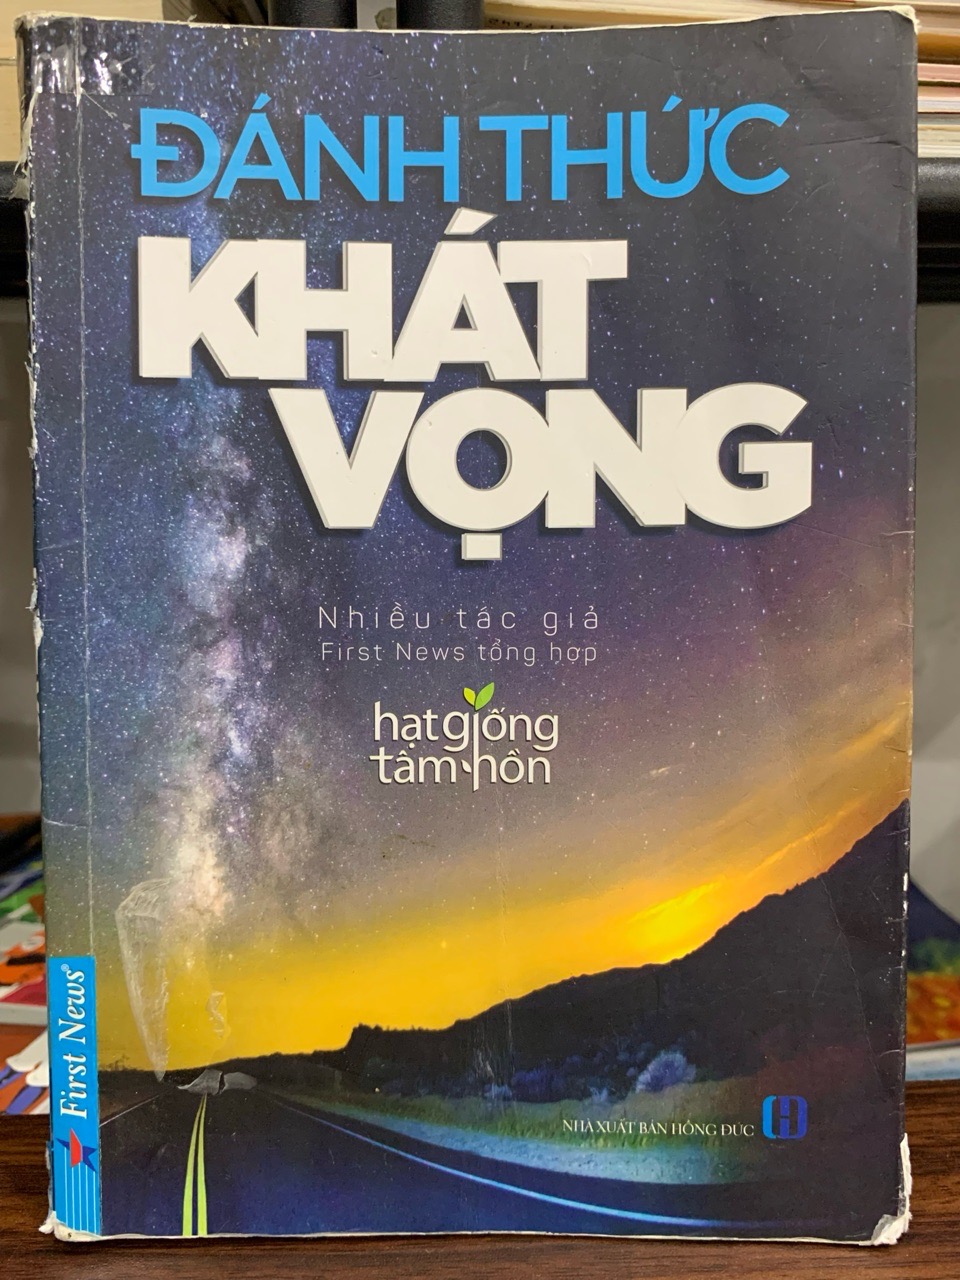 ĐÁNH THỨC
KHÁT
VỌNG
Nhiều tác giả
First News tổng hợp
hạt giống
tâm hồn
First News®
NHÀ XUẤT BẢN HỒNG ĐỨC